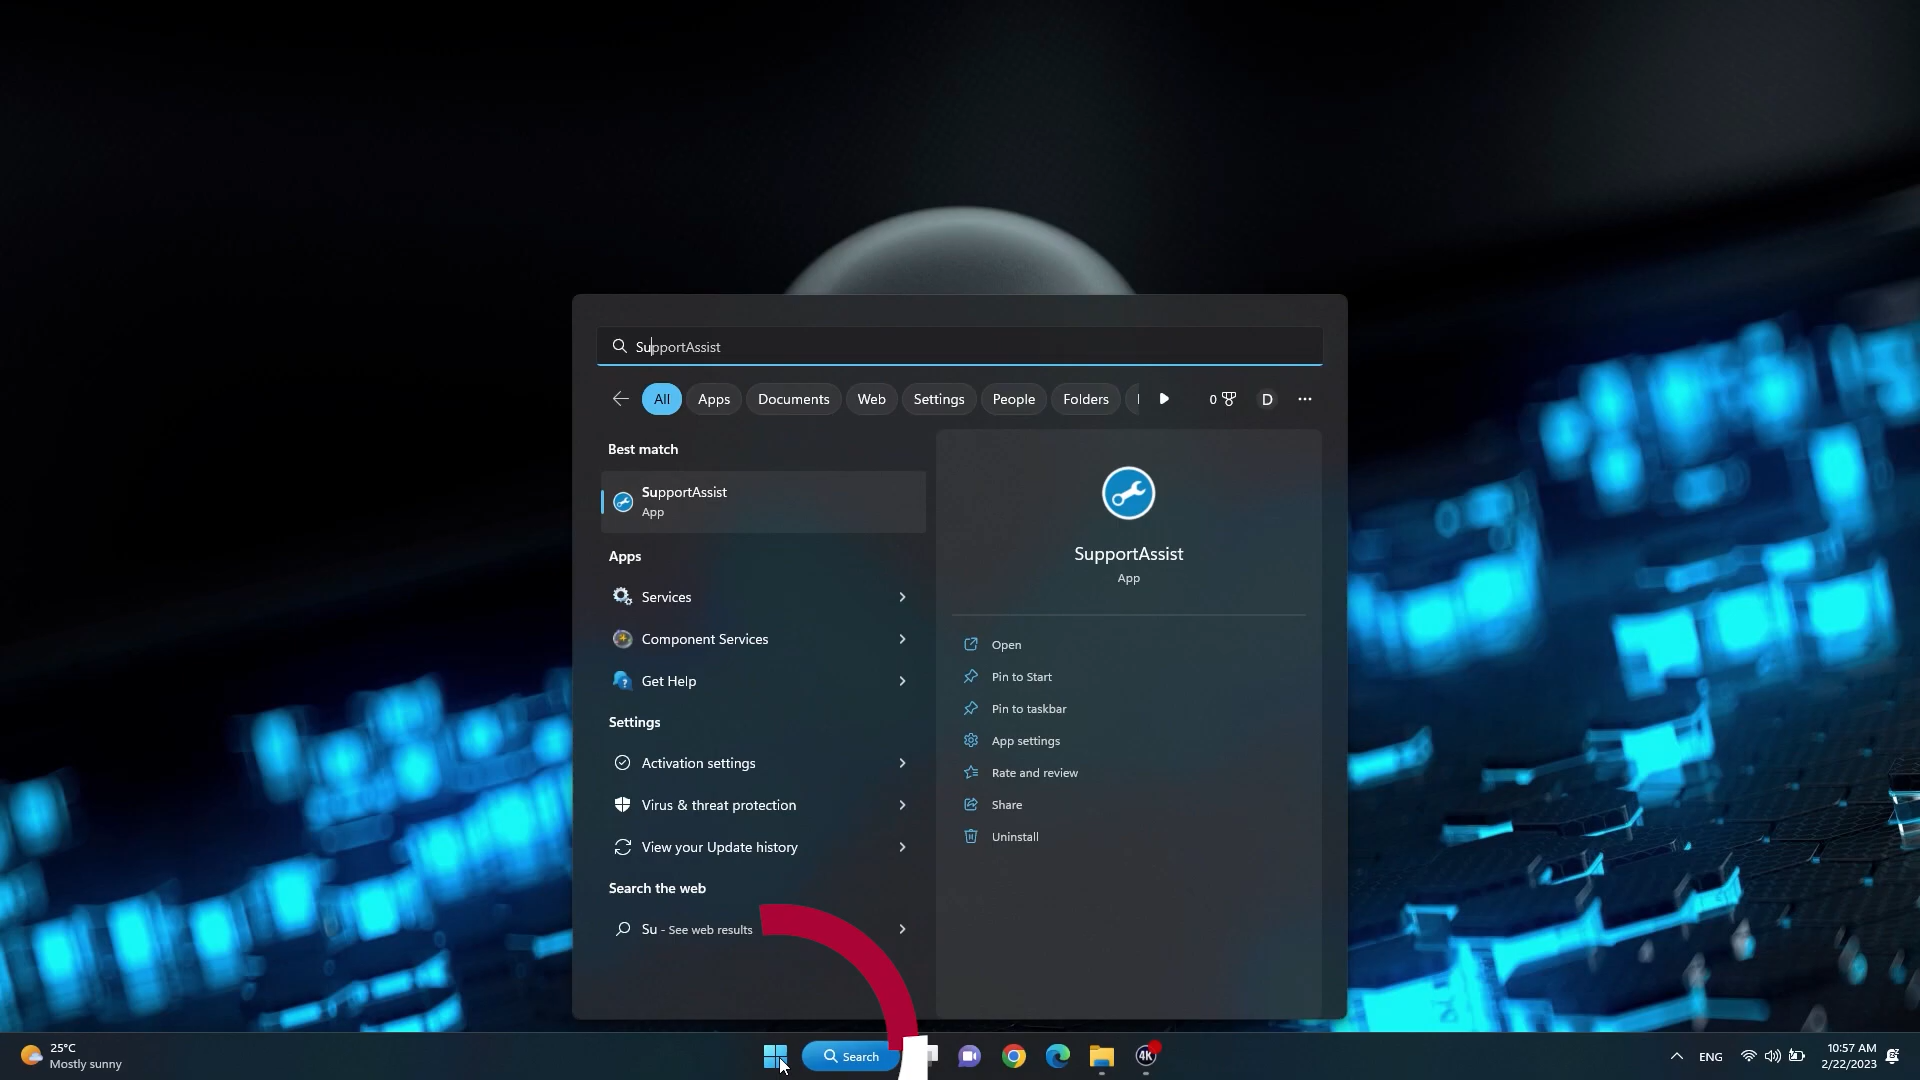 SupportAssist
All Apps Documents Web Settings People Folders 0 D
Best match
SupportAssist
App
Apps
Services
Component Services
Get Help
Settings
Activation settings
Virus & threat protection
View your Update history
Search the web
Su - See web results
SupportAssist
App
Open
Pin to Start
Pin to taskbar
App settings
Rate and review
Share
Uninstall
25°C
Mostly sunny
Search
4K
ENG
10:57 AM
2/22/2023